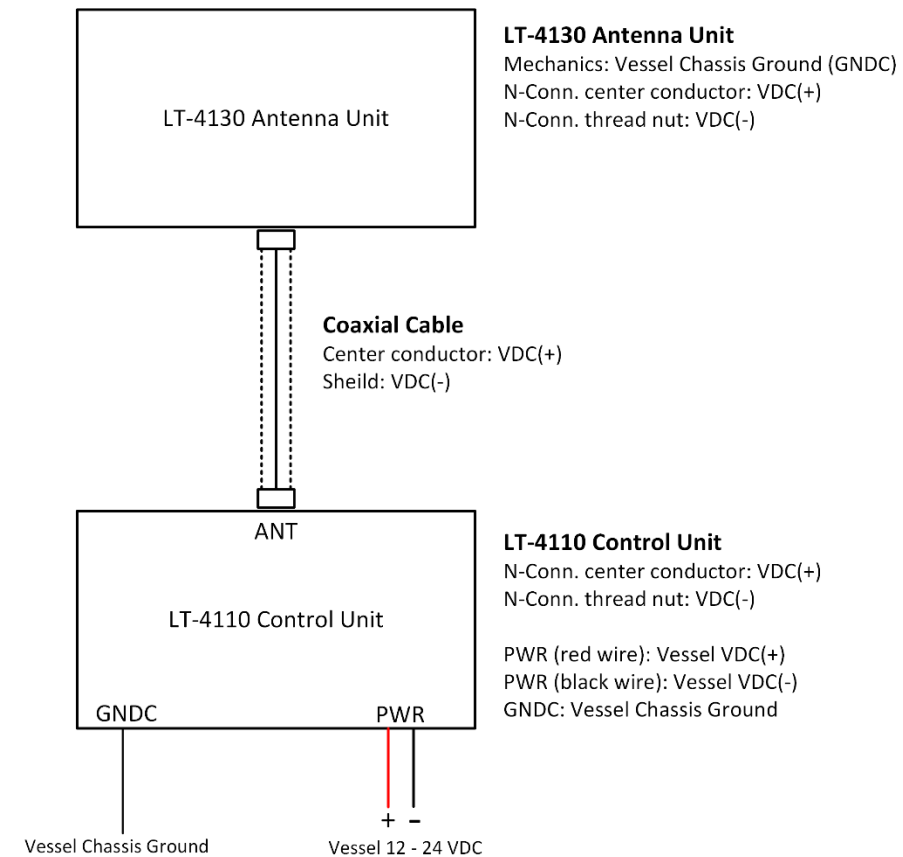 LT-4130 Antenna Unit
Mechanics: Vessel Chassis Ground (GNDC)
N-Conn. center conductor: VDC(+)
N-Conn. thread nut: VDC(-)
LT-4130 Antenna Unit
Coaxial Cable
Center conductor: VDC(+)
Sheild: VDC(-)
ANT
LT-4110 Control Unit
LT-4110 Control Unit
N-Conn. center conductor: VDC(+)
N-Conn. thread nut: VDC(-)
PWR (red wire): Vessel VDC(+)
PWR (black wire): Vessel VDC(-)
GNDC: Vessel Chassis Ground
GNDC
PWR
+ –
Vessel Chassis Ground
Vessel 12 - 24 VDC